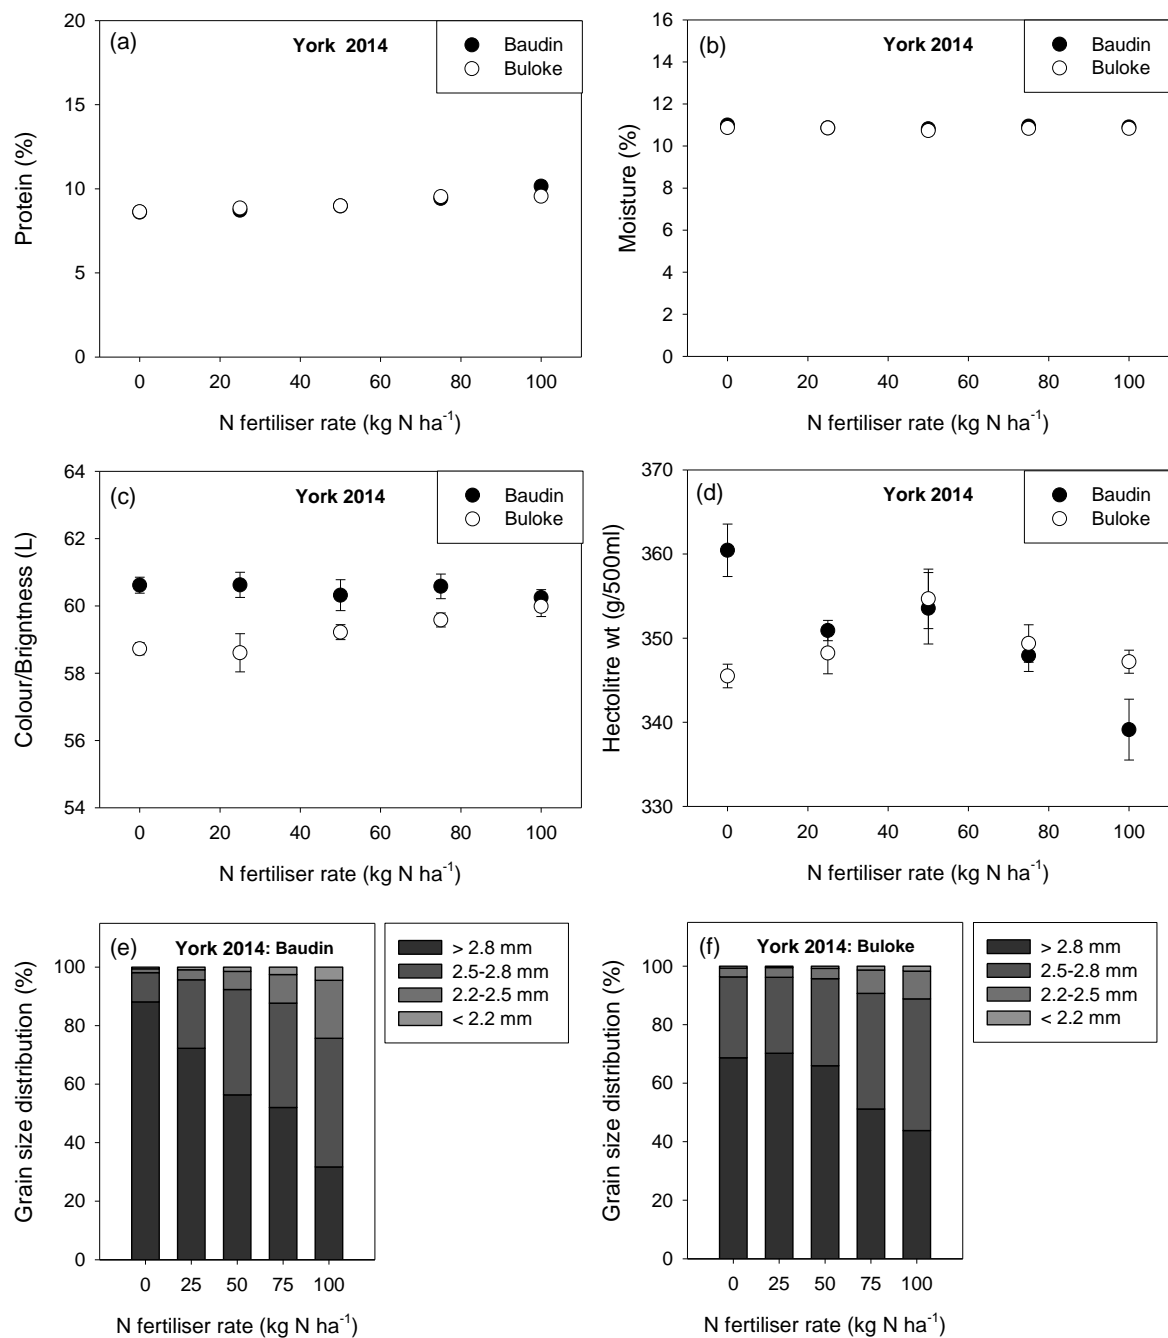 (a)
York 2014
Baudin
Buloke
20
15
10
5
0
Protein (%)
0 20 40 60 80 100
N fertiliser rate (kg N ha-1)
(b)
York 2014
Baudin
Buloke
16
14
12
10
8
6
4
2
0
Moisture (%)
0 20 40 60 80 100
N fertiliser rate (kg N ha-1)
(c)
York 2014
Baudin
Buloke
64
62
60
58
56
54
Colour/Brigntness (L)
0 20 40 60 80 100
N fertiliser rate (kg N ha-1)
(d)
York 2014
Baudin
Buloke
370
360
350
340
330
Hectolitre wt (g/500ml)
0 20 40 60 80 100
N fertiliser rate (kg N ha-1)
(e)
York 2014: Baudin
> 2.8 mm
2.5-2.8 mm
2.2-2.5 mm
< 2.2 mm
100
80
60
40
20
0
Grain size distribution (%)
0 25 50 75 100
N fertiliser rate (kg N ha-1)
(f)
York 2014: Buloke
> 2.8 mm
2.5-2.8 mm
2.2-2.5 mm
< 2.2 mm
100
80
60
40
20
0
Grain size distribution (%)
0 25 50 75 100
N fertiliser rate (kg N ha-1)